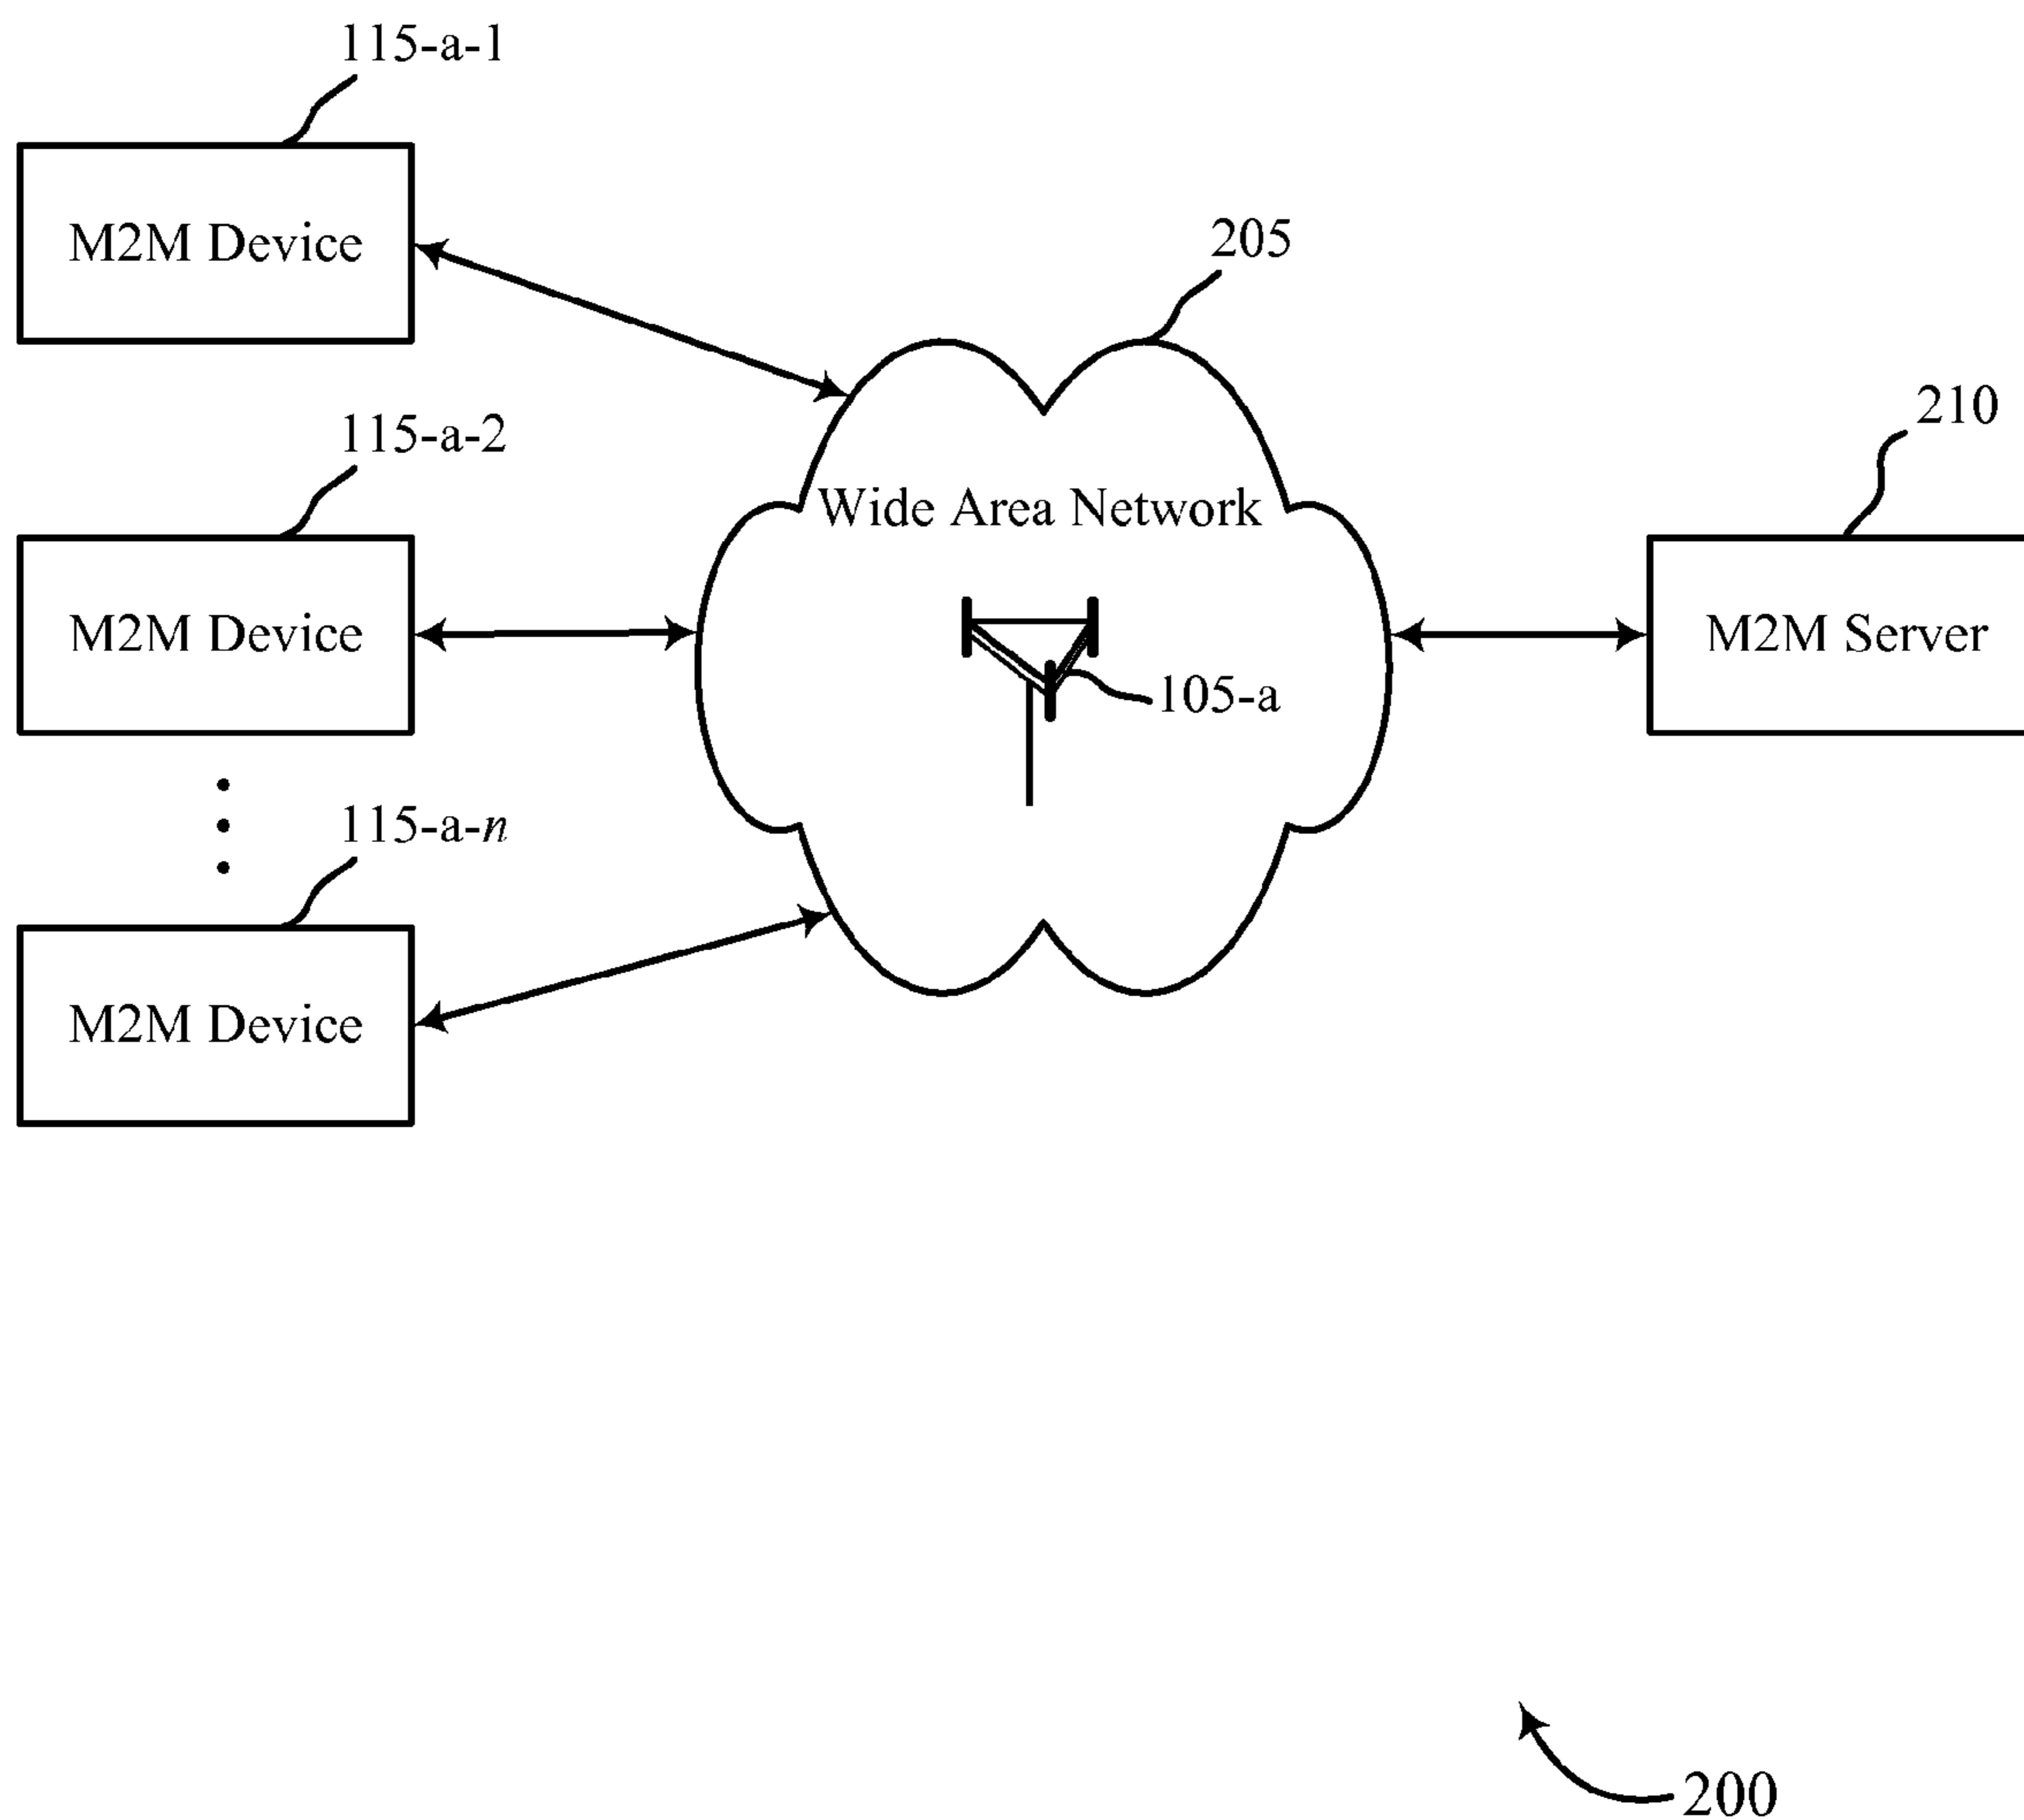 115-a-1
M2M Device
205
210
115-a-2
Wide Area Network
M2M Device
M2M Server
105-a
115-a-n
M2M Device
200